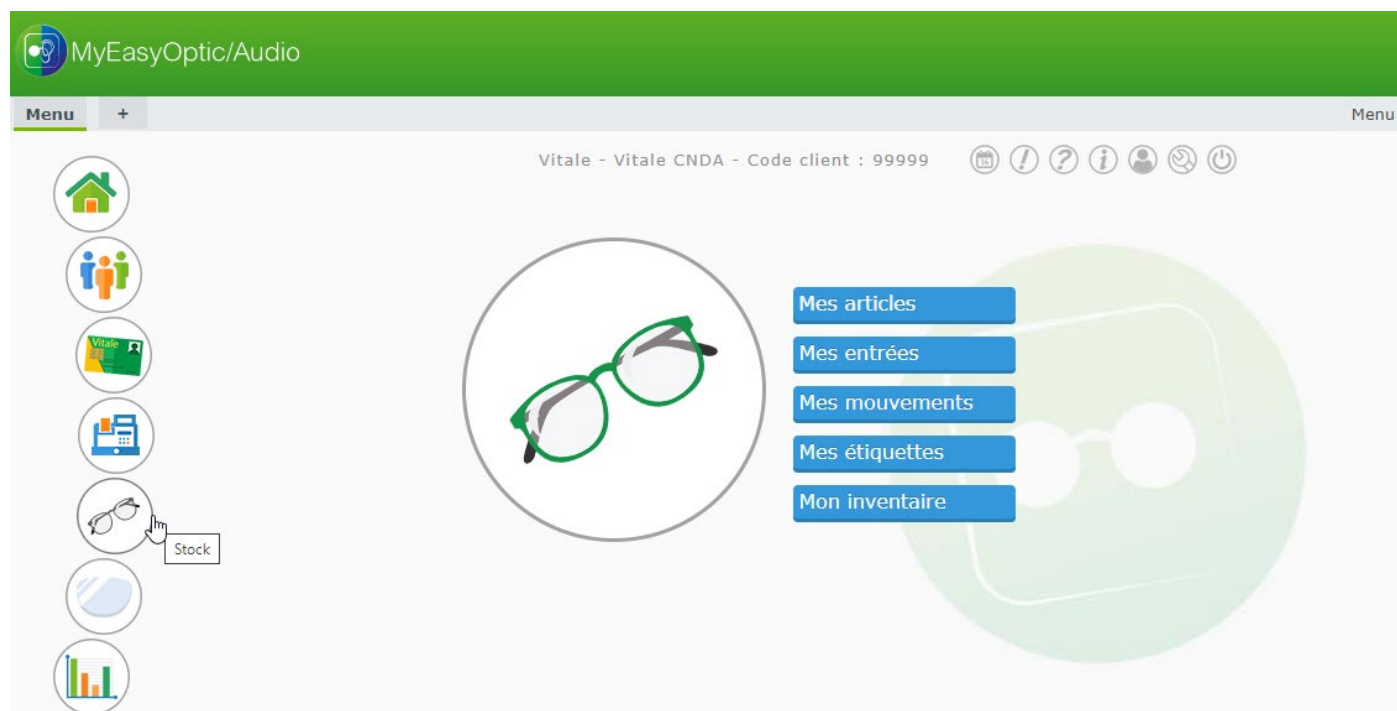 MyEasyOptic/Audio
Menu + Menu
Vitale - Vitale CNDA - Code client : 99999
Vitale
Mes articles
Mes entrées
Mes mouvements
Mes étiquettes
Mon inventaire
Stock